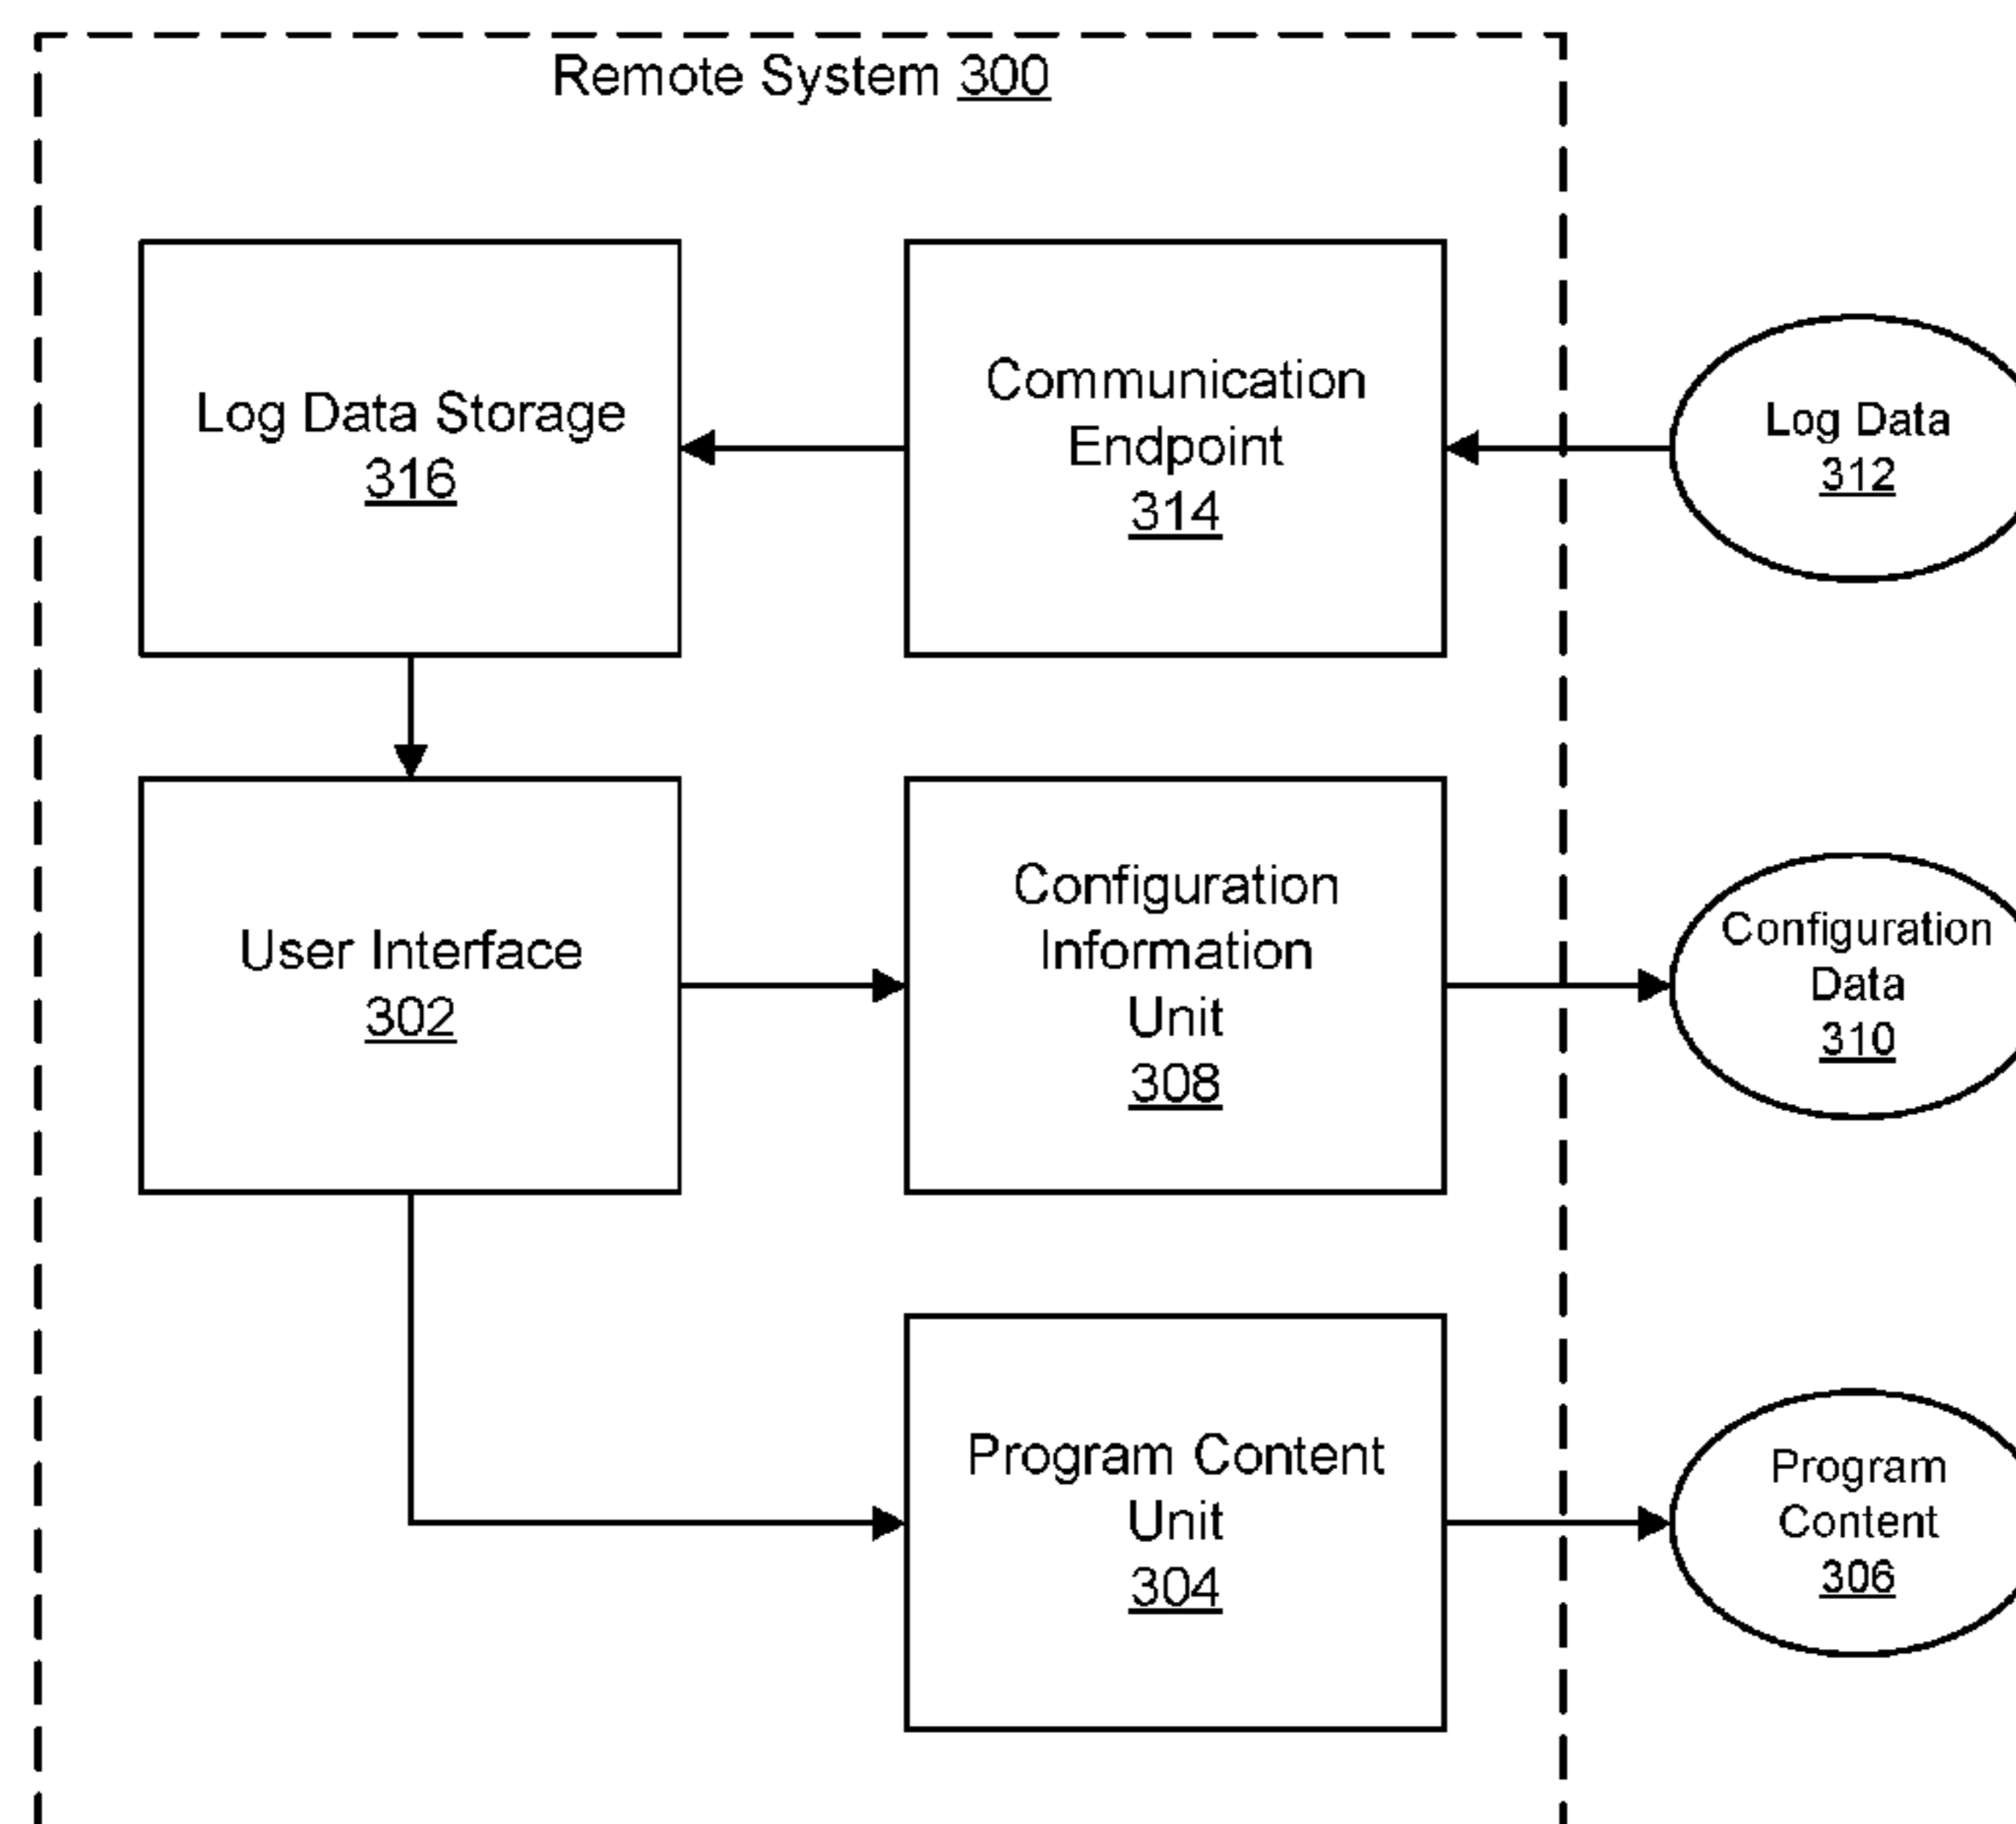 Remote System 300
Log Data Storage
316
Communication
Endpoint
314
Log Data
312
User Interface
302
Configuration
Information
Unit
308
Configuration
Data
310
Program Content
Unit
304
Program
Content
306